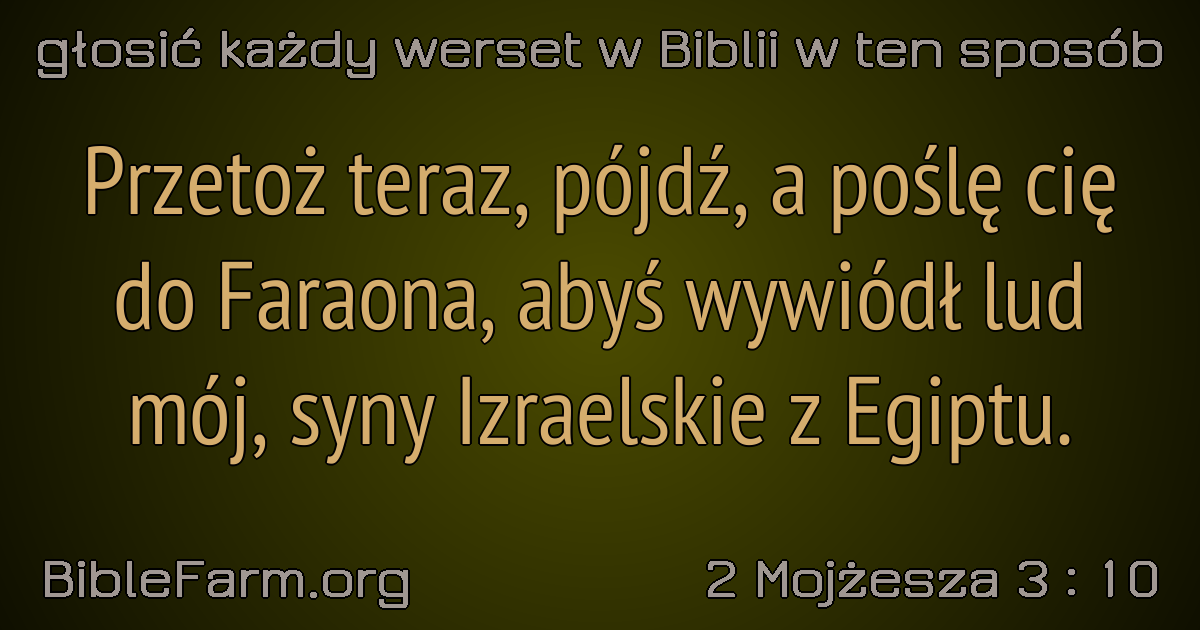 głosić każdy werset w Biblii w ten sposób
Przetoż teraz, pójdź, a poślę cię
do Faraona, abyś wywiódł lud
mój, syny Izraelskie z Egiptu.
BibleFarm.org
2 Mojżesza 3 : 10